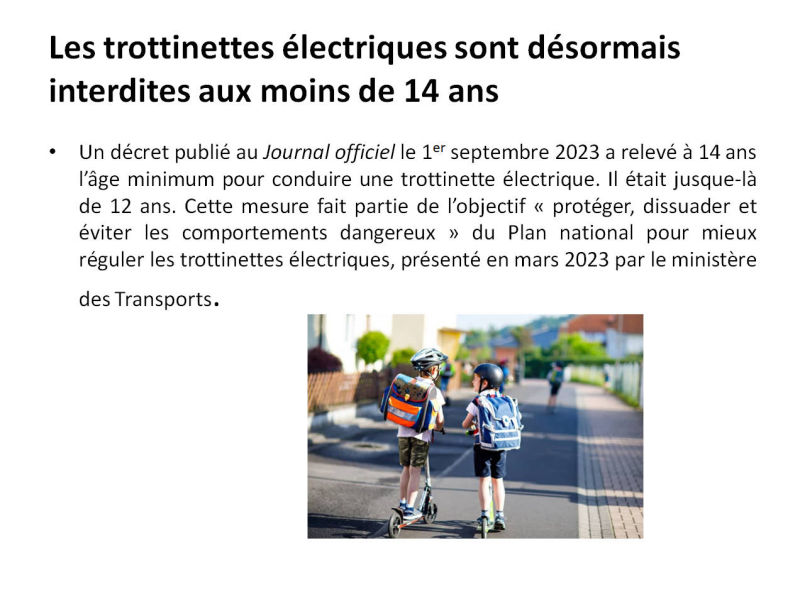 Les trottinettes électriques sont désormais
interdites aux moins de 14 ans
• Un décret publié au Journal officiel le 1er septembre 2023 a relevé à 14 ans
l’âge minimum pour conduire une trottinette électrique. Il était jusque-là
de 12 ans. Cette mesure fait partie de l’objectif « protéger, dissuader et
éviter les comportements dangereux » du Plan national pour mieux
réguler les trottinettes électriques, présenté en mars 2023 par le ministère
des Transports.